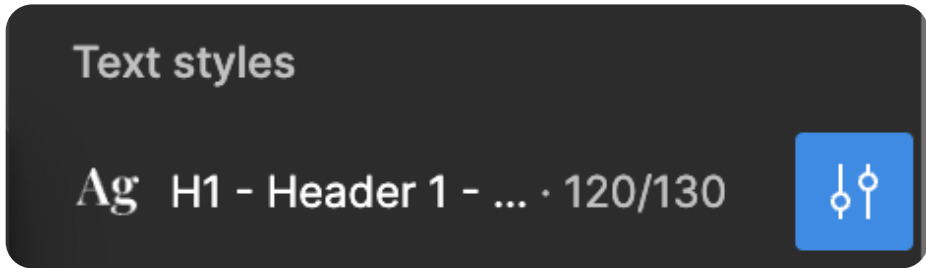 Text styles
Ag H1 - Header 1 - ... · 120/130